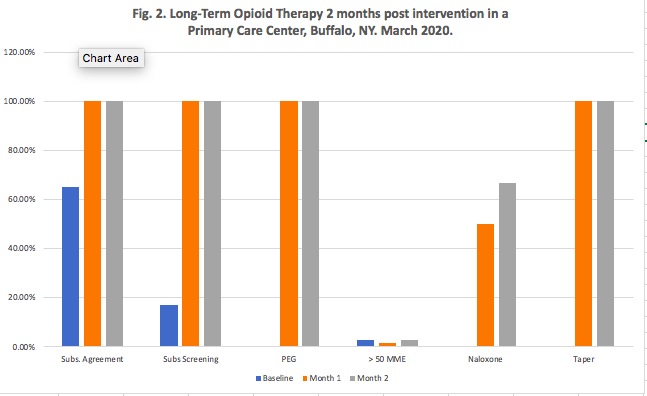 Fig. 2. Long-Term Opioid Therapy 2 months post intervention in a
Primary Care Center, Buffalo, NY. March 2020.
120.00%
Chart Area
100.00%
80.00%
60.00%
40.00%
20.00%
0.00%
Subs. Agreement Subs Screening PEG > 50 MME Naloxone Taper
Baseline Month 1 Month 2